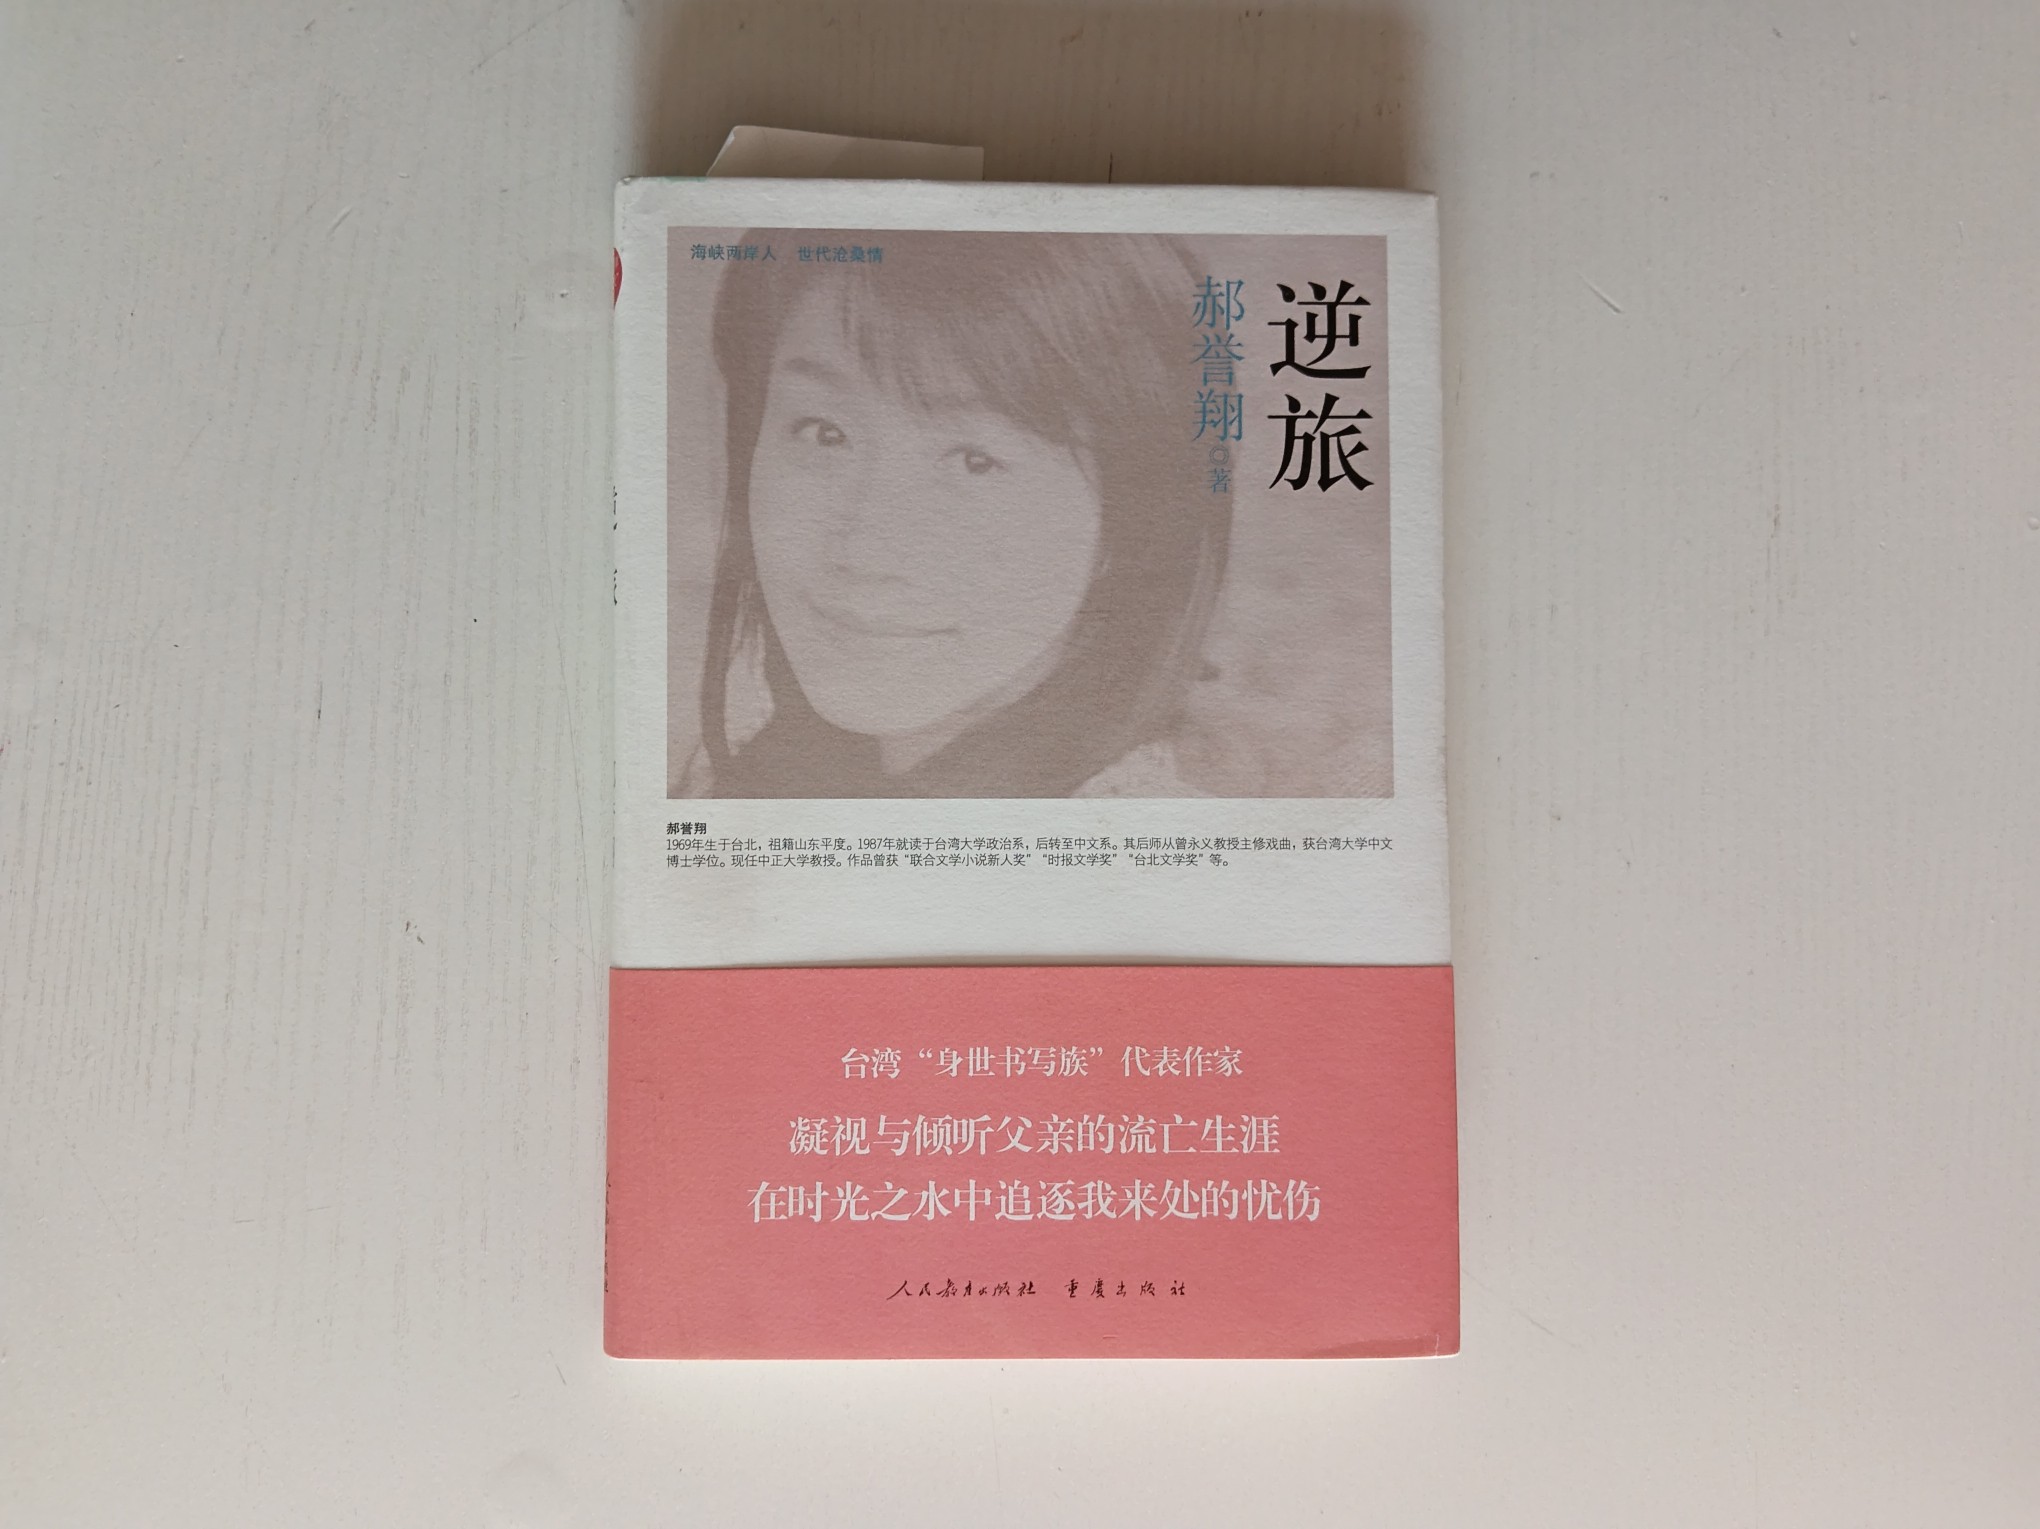 海峡两岸人　世代沧桑情
逆旅
郝誉翔◎著
郝誉翔
1969年生于台北，祖籍山东平度。1987年就读于台湾大学政治系，后转至中文系。其后师从曾永义教授主修戏曲，获台湾大学中文
博士学位。现任中正大学教授。作品曾获“联合文学小说新人奖”“时报文学奖”“台北文学奖”等。
台湾“身世书写族”代表作家
凝视与倾听父亲的流亡生涯
在时光之水中追逐我来处的忧伤
人民教育出版社　重庆出版社